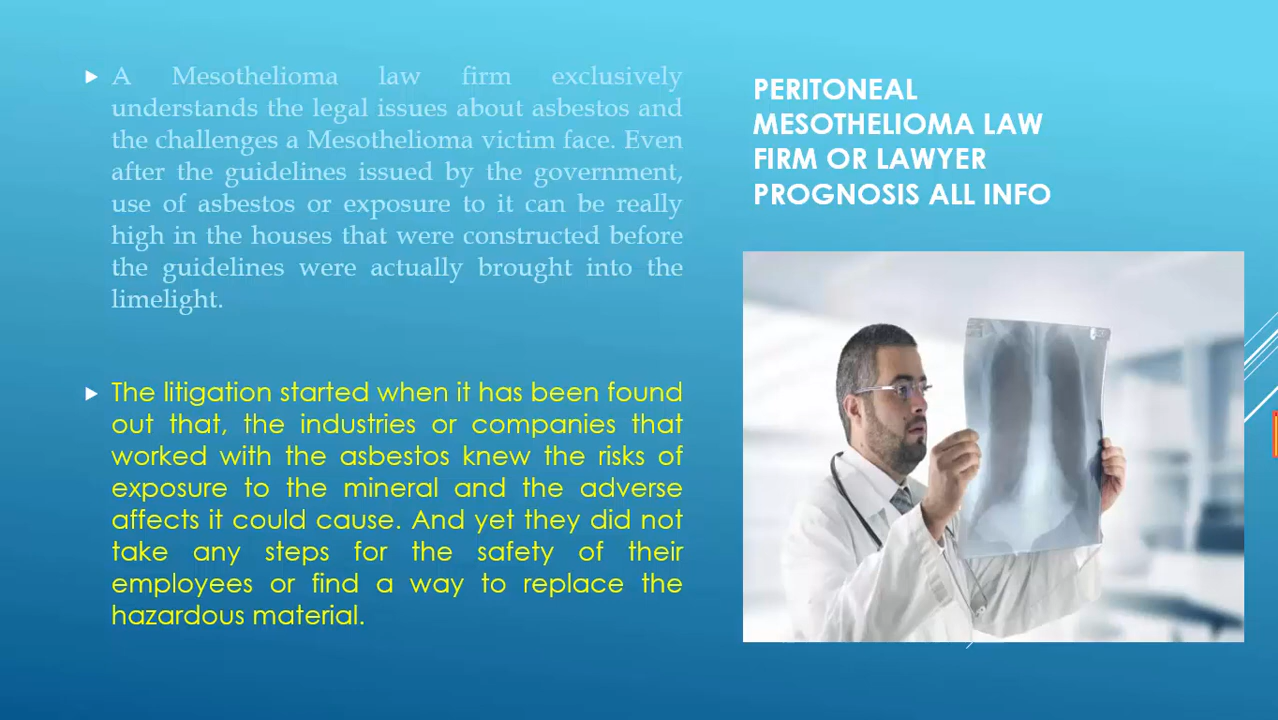 A Mesothelioma law firm exclusively
understands the legal issues about asbestos and
the challenges a Mesothelioma victim face. Even
after the guidelines issued by the government,
use of asbestos or exposure to it can be really
high in the houses that were constructed before
the guidelines were actually brought into the
limelight.
The litigation started when it has been found
out that, the industries or companies that
worked with the asbestos knew the risks of
exposure to the mineral and the adverse
affects it could cause. And yet they did not
take any steps for the safety of their
employees or find a way to replace the
hazardous material.
PERITONEAL
MESOTHELIOMA LAW
FIRM OR LAWYER
PROGNOSIS ALL INFO